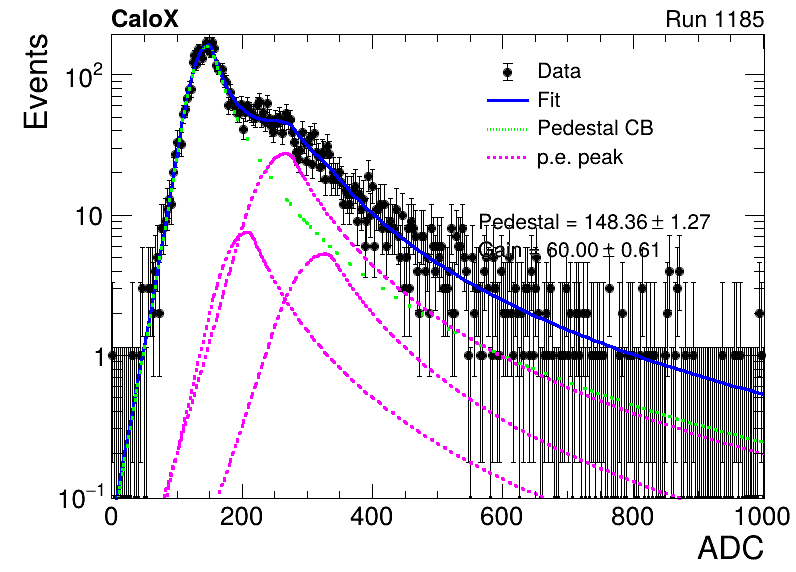 CaloX Run 1185
Events
Data
Fit
Pedestal CB
p.e. peak
Pedestal = 148.36 ± 1.27
Gain = 60.00 ± 0.61
10²
10
1
10⁻¹
0 200 400 600 800 1000
ADC